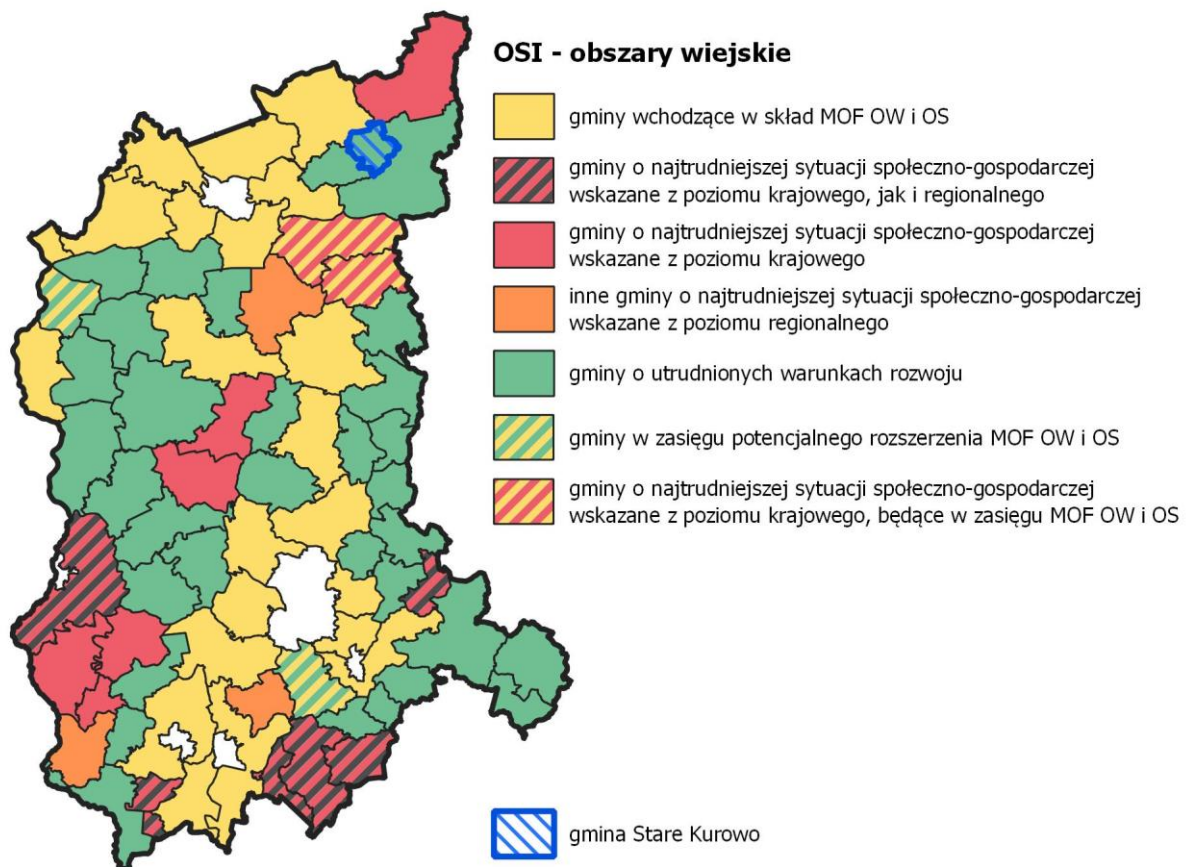 OSI - obszary wiejskie
gminy wchodzące w skład MOF OW i OS
gminy o najtrudniejszej sytuacji społeczno-gospodarczej
wskazane z poziomu krajowego, jak i regionalnego
gminy o najtrudniejszej sytuacji społeczno-gospodarczej
wskazane z poziomu krajowego
inne gminy o najtrudniejszej sytuacji społeczno-gospodarczej
wskazane z poziomu regionalnego
gminy o utrudnionych warunkach rozwoju
gminy w zasięgu potencjalnego rozszerzenia MOF OW i OS
gminy o najtrudniejszej sytuacji społeczno-gospodarczej
wskazane z poziomu krajowego, będące w zasięgu MOF OW i OS
gmina Stare Kurowo